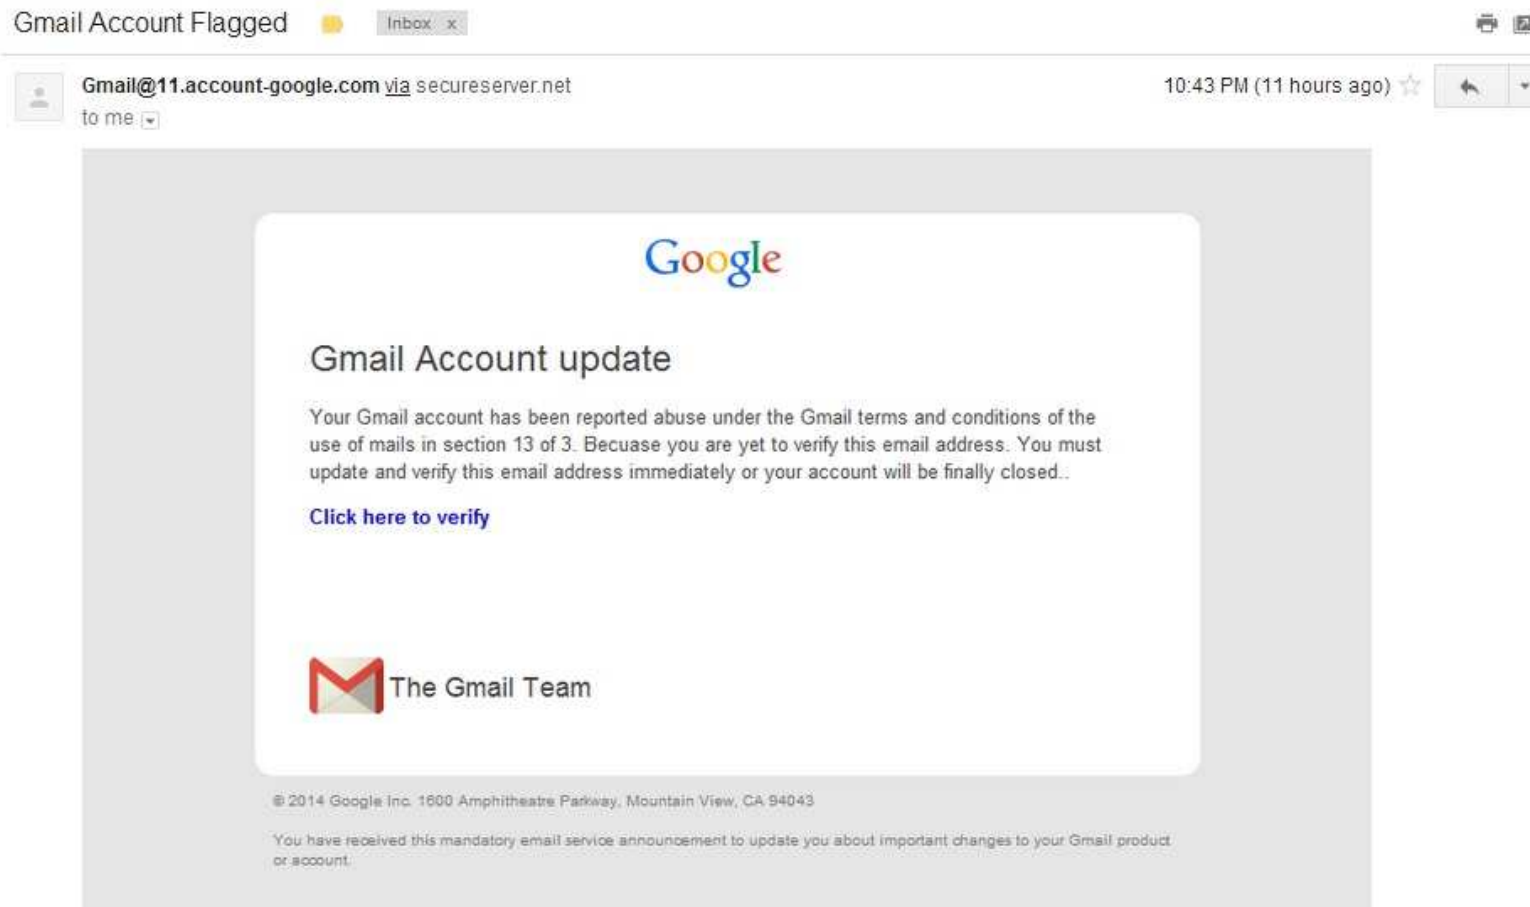 Gmail Account Flagged
Inbox x
Gmail@11.account-google.com via secureserver.net
10:43 PM (11 hours ago)
to me
Google
Gmail Account update
Your Gmail account has been reported abuse under the Gmail terms and conditions of the
use of mails in section 13 of 3. Becuase you are yet to verify this email address. You must
update and verify this email address immediately or your account will be finally closed..
Click here to verify
The Gmail Team
© 2014 Google Inc. 1600 Amphitheatre Parkway, Mountain View, CA 94043
You have received this mandatory email service announcement to update you about important changes to your Gmail product
or account.